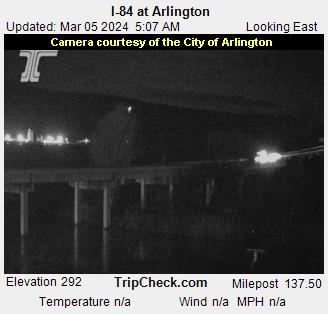 I-84 at Arlington
Updated: Mar 05 2024 5:07 AM Looking East
Camera courtesy of the City of Arlington
Elevation 292 TripCheck.com Milepost 137.50
Temperature n/a Wind n/a MPH n/a